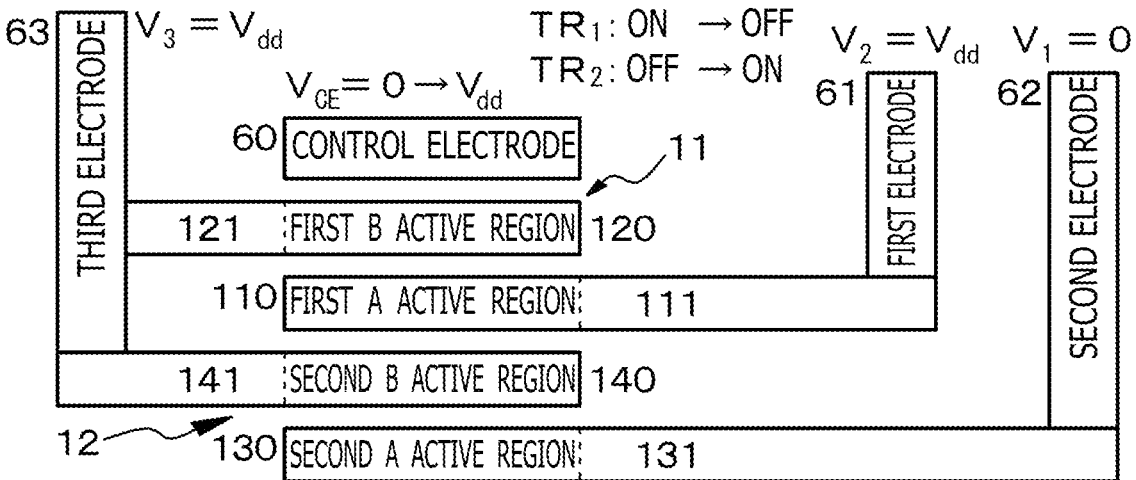 63
V3 = Vdd
TR1: ON → OFF
TR2: OFF → ON
V2 = Vdd
V1 = 0
VCE = 0 → Vdd
61
62
60
CONTROL ELECTRODE
11
THIRD ELECTRODE
FIRST ELECTRODE
SECOND ELECTRODE
121
FIRST B ACTIVE REGION
120
110
FIRST A ACTIVE REGION
111
141
SECOND B ACTIVE REGION
140
12
130
SECOND A ACTIVE REGION
131